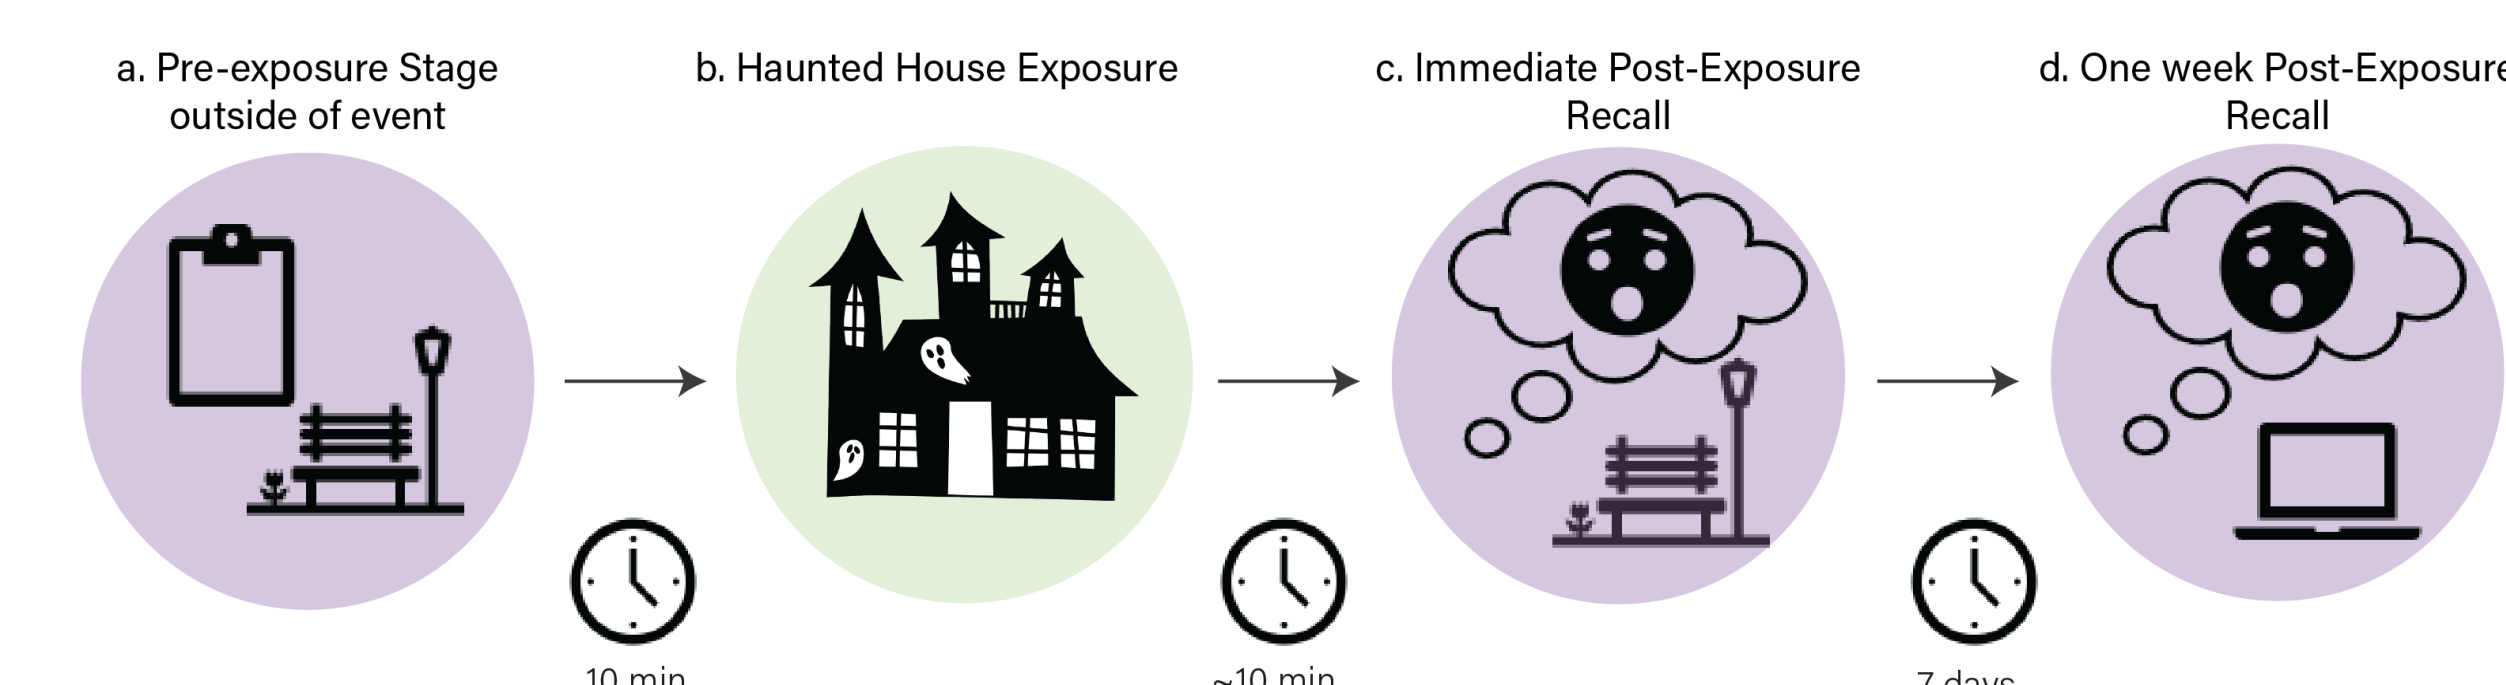 a. Pre-exposure Stage
outside of event
b. Haunted House Exposure
c. Immediate Post-Exposure
Recall
d. One week Post-Exposure
Recall
10 min
~10 min
7 days